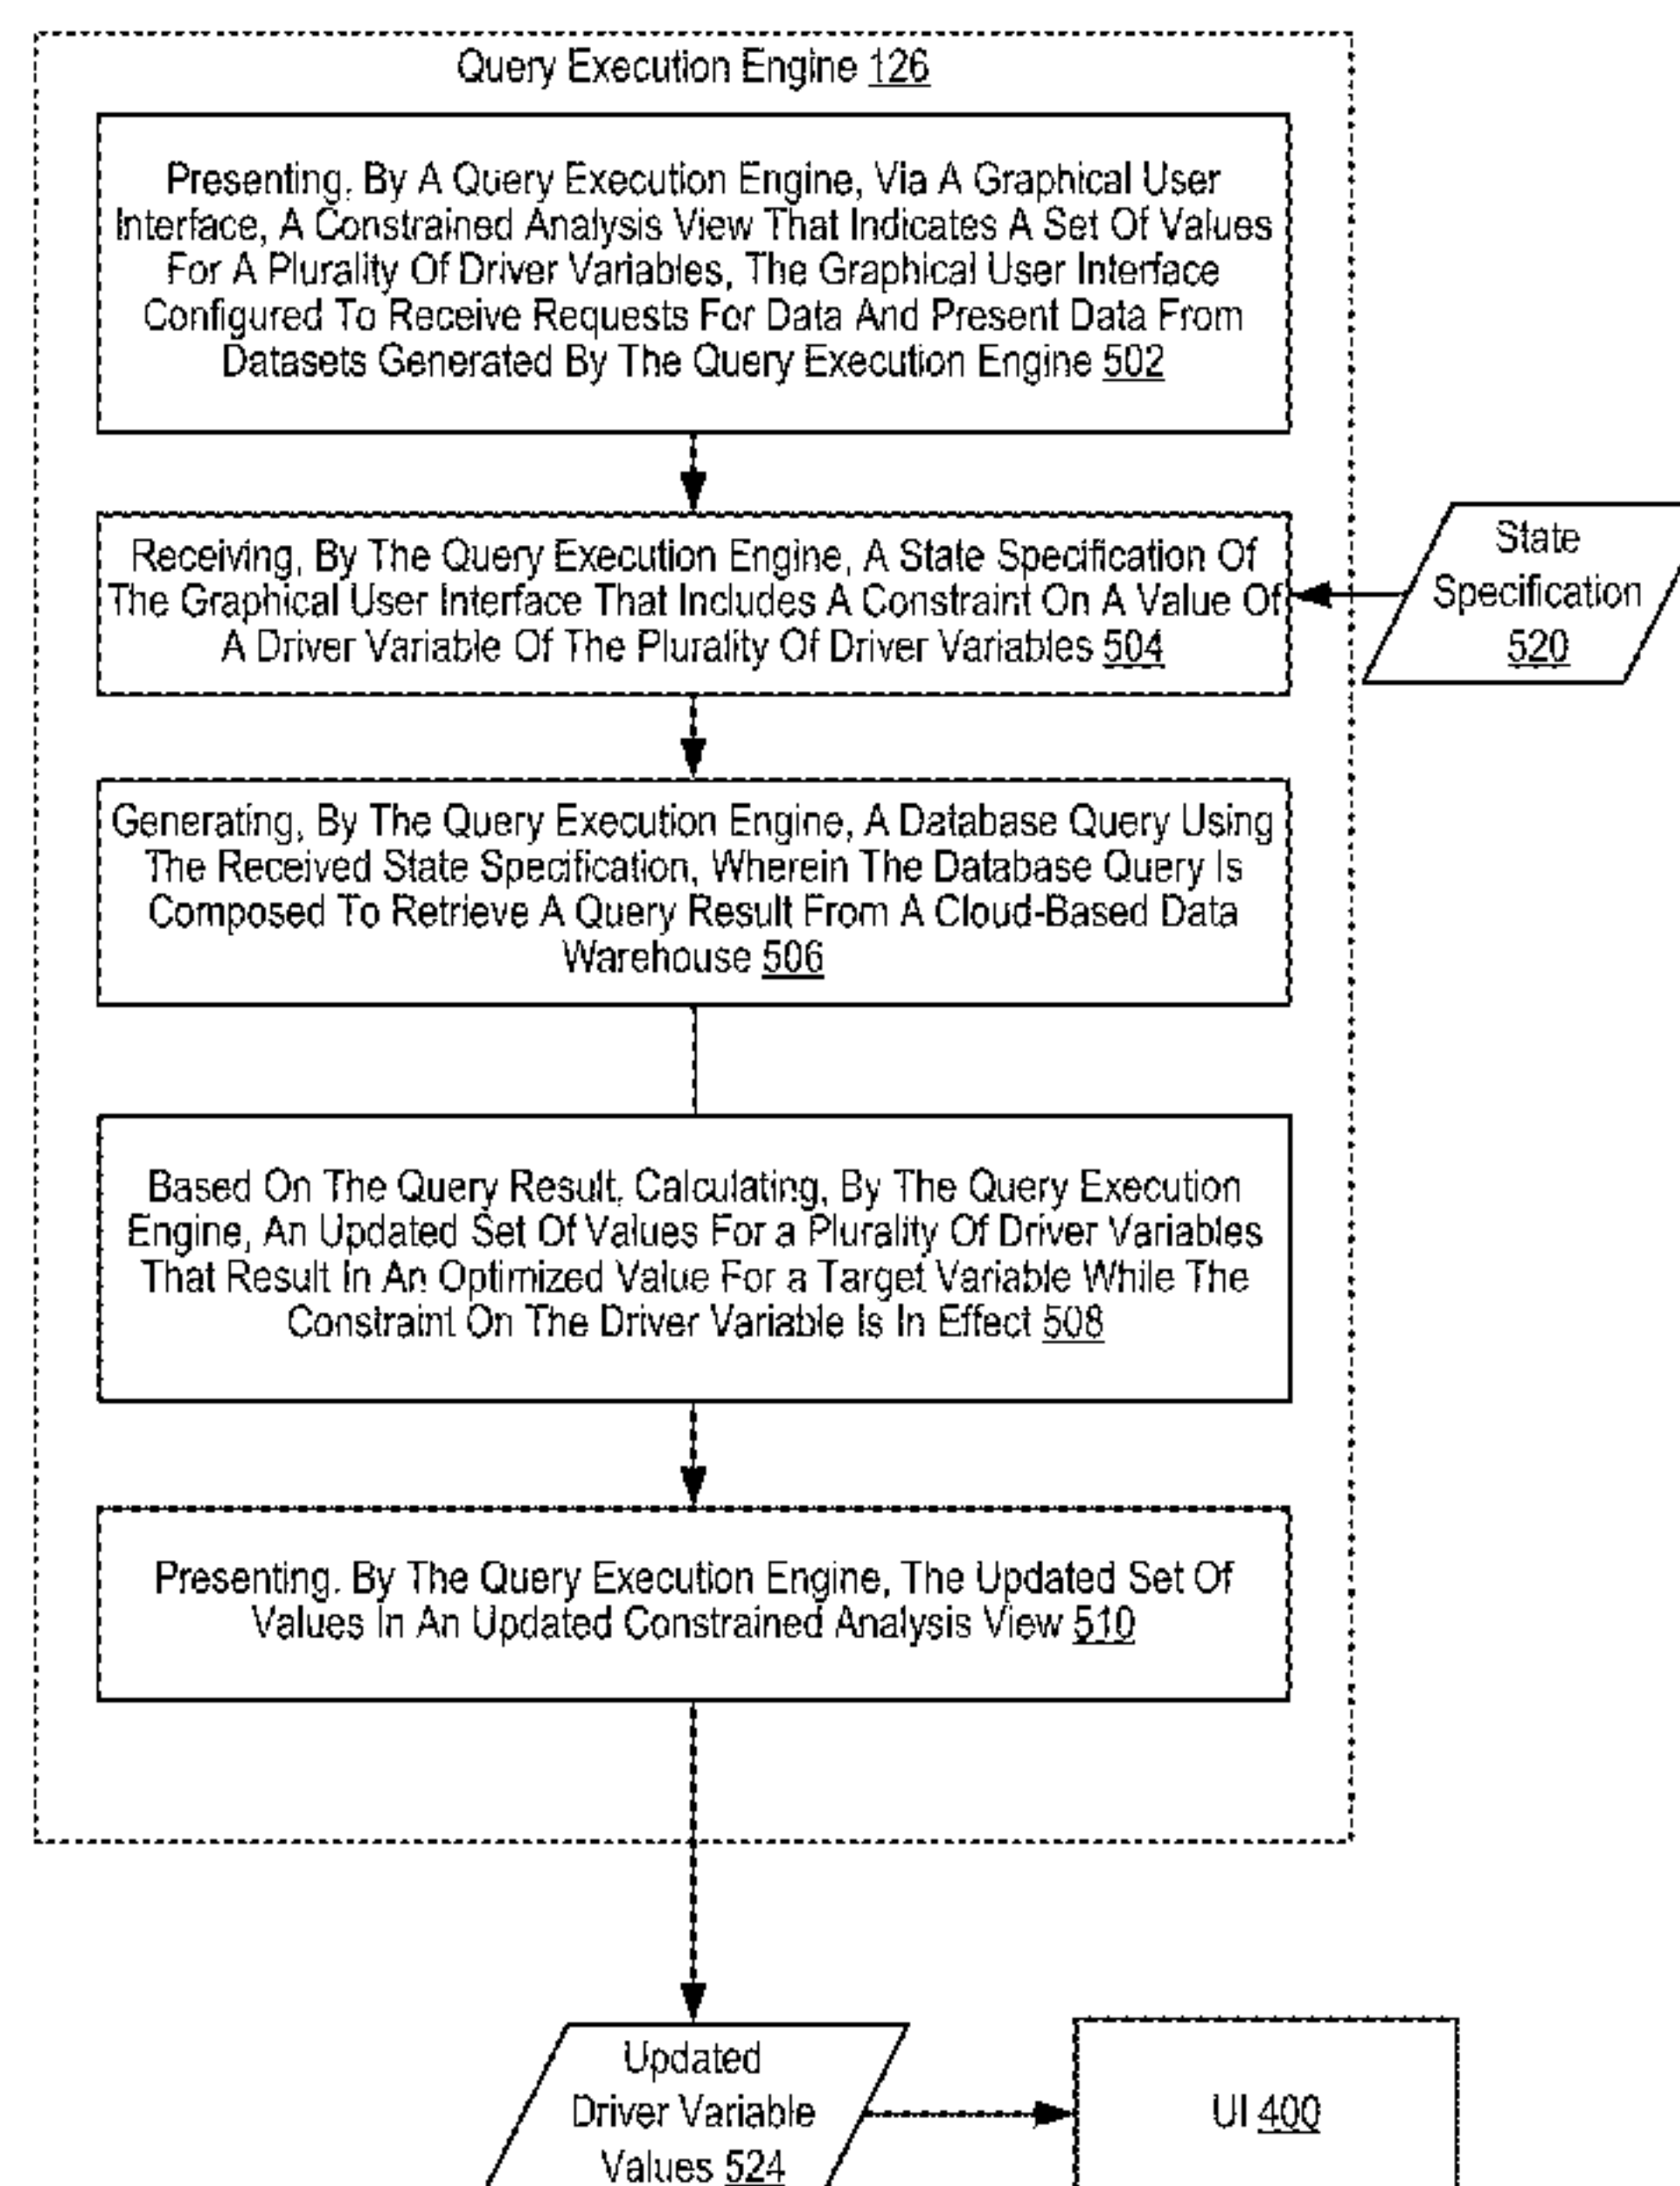 Query Execution Engine 126
Presenting, By A Query Execution Engine, Via A Graphical User
Interface, A Constrained Analysis View That Indicates A Set Of Values
For A Plurality Of Driver Variables, The Graphical User Interface
Configured To Receive Requests For Data And Present Data From
Datasets Generated By The Query Execution Engine 502
Receiving, By The Query Execution Engine, A State Specification Of
The Graphical User Interface That Includes A Constraint On A Value Of
A Driver Variable Of The Plurality Of Driver Variables 504
State
Specification
520
Generating, By The Query Execution Engine, A Database Query Using
The Received State Specification, Wherein The Database Query Is
Composed To Retrieve A Query Result From A Cloud-Based Data
Warehouse 506
Based On The Query Result, Calculating, By The Query Execution
Engine, An Updated Set Of Values For a Plurality Of Driver Variables
That Result In An Optimized Value For a Target Variable While The
Constraint On The Driver Variable Is In Effect 508
Presenting, By The Query Execution Engine, The Updated Set Of
Values In An Updated Constrained Analysis View 510
Updated
Driver Variable
Values 524
UI 400